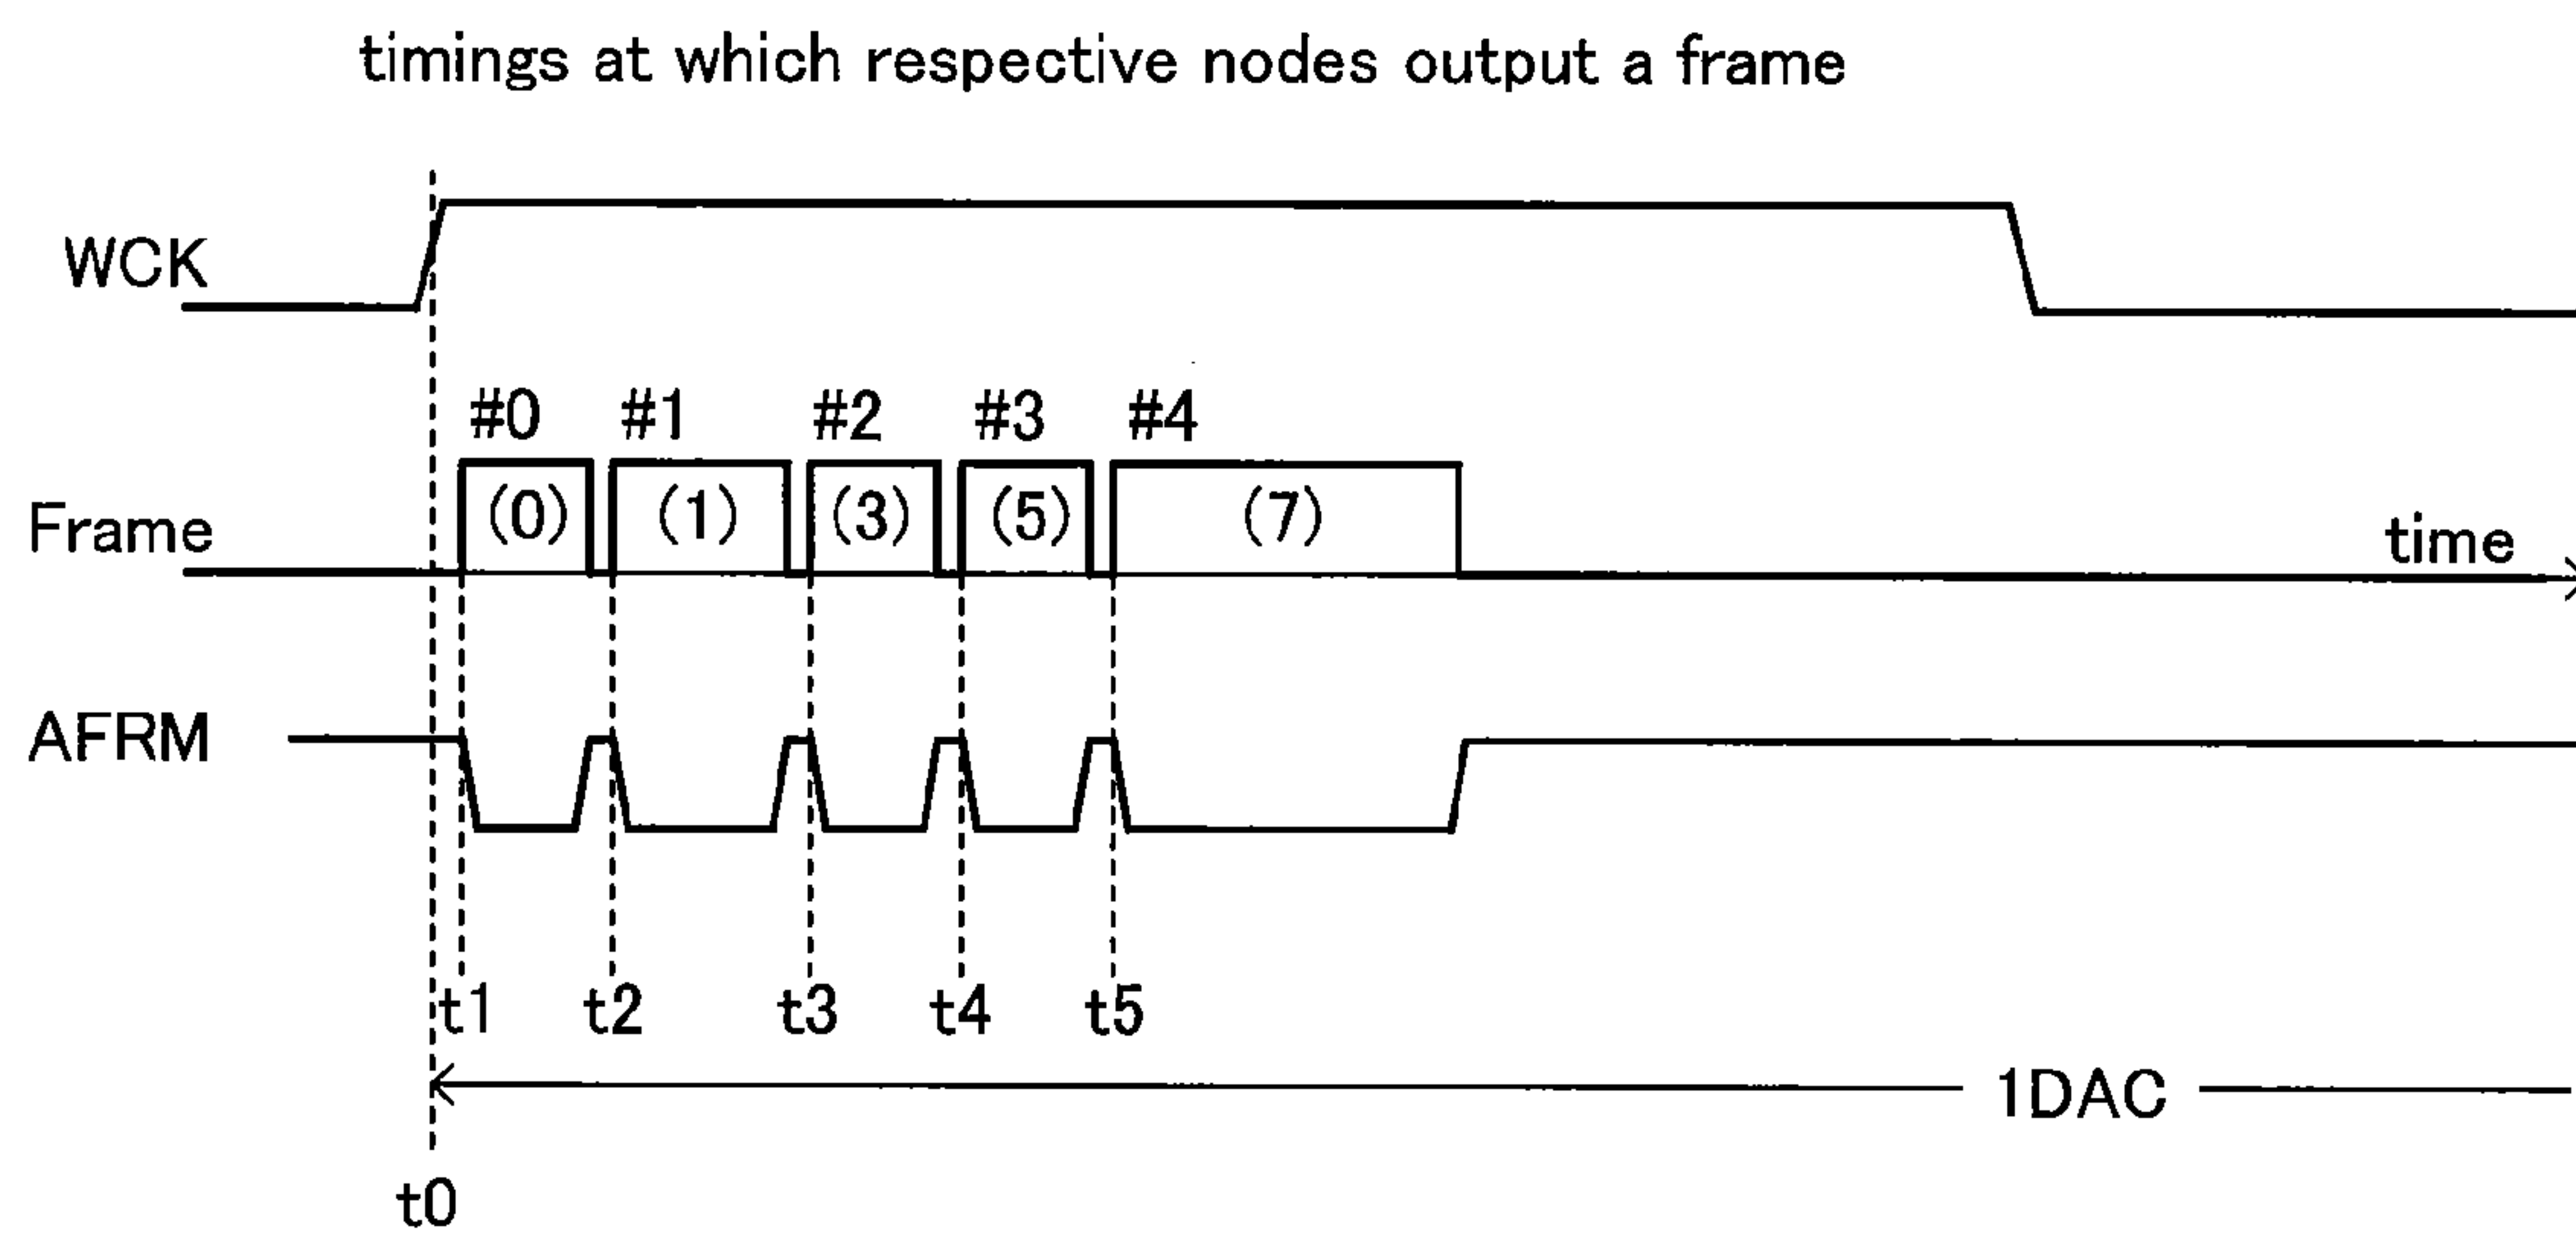 timings at which respective nodes output a frame
WCK
#0 #1 #2 #3 #4
Frame (0) (1) (3) (5) (7) time
AFRM
t1 t2 t3 t4 t5
1DAC
t0